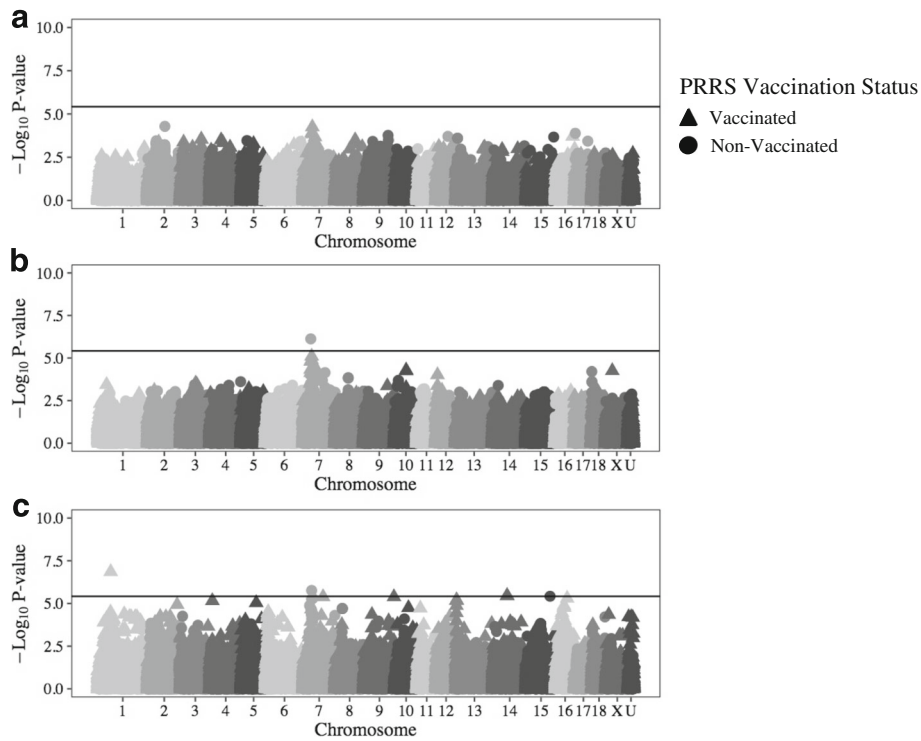 a
10.0
7.5
5.0
2.5
0.0
−Log10 P-value
1 2 3 4 5 6 7 8 9 10 11 12 13 14 15 16 17 18 X U
Chromosome
PRRS Vaccination Status
Vaccinated
Non-Vaccinated
b
10.0
7.5
5.0
2.5
0.0
−Log10 P-value
1 2 3 4 5 6 7 8 9 10 11 12 13 14 15 16 17 18 X U
Chromosome
c
10.0
7.5
5.0
2.5
0.0
−Log10 P-value
1 2 3 4 5 6 7 8 9 10 11 12 13 14 15 16 17 18 X U
Chromosome